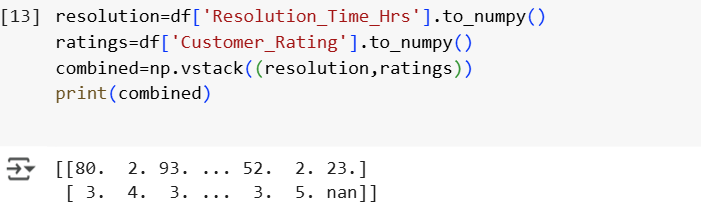 [13] resolution=df['Resolution_Time_Hrs'].to_numpy()
ratings=df['Customer_Rating'].to_numpy()
combined=np.vstack((resolution,ratings))
print(combined)
[[80.  2. 93. ... 52.  2. 23.]
 [ 3.  4.  3. ...  3.  5. nan]]